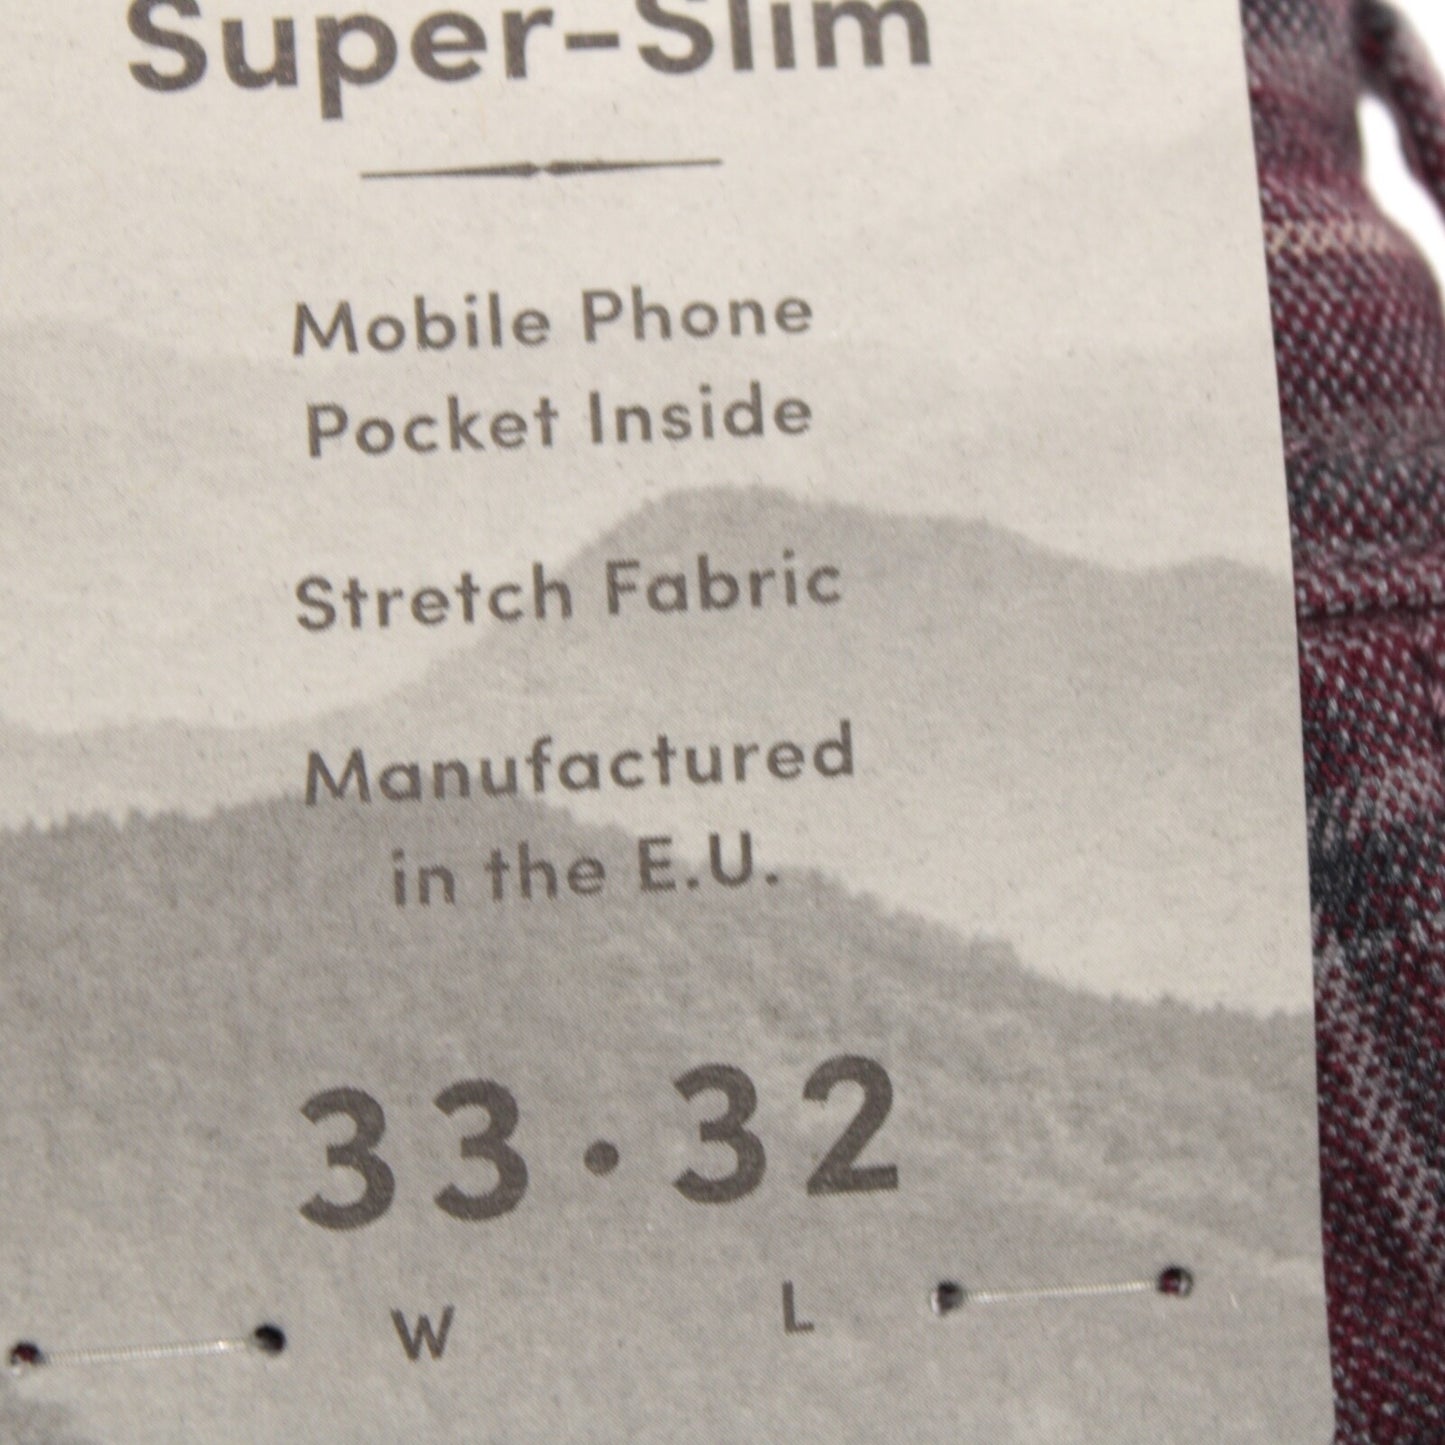 Super-Slim
Mobile Phone
Pocket Inside
Stretch Fabric
Manufactured
in the E.U.
33·32
W L